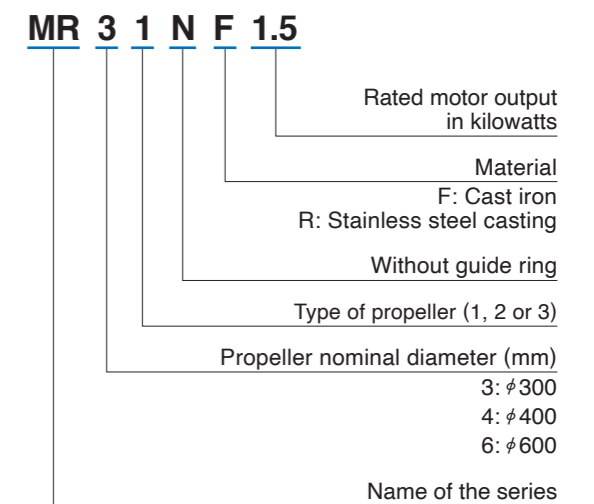 MR 3 1 N F 1.5
Rated motor output
in kilowatts
Material
F: Cast iron
R: Stainless steel casting
Without guide ring
Type of propeller (1, 2 or 3)
Propeller nominal diameter (mm)
3: ϕ300
4: ϕ400
6: ϕ600
Name of the series